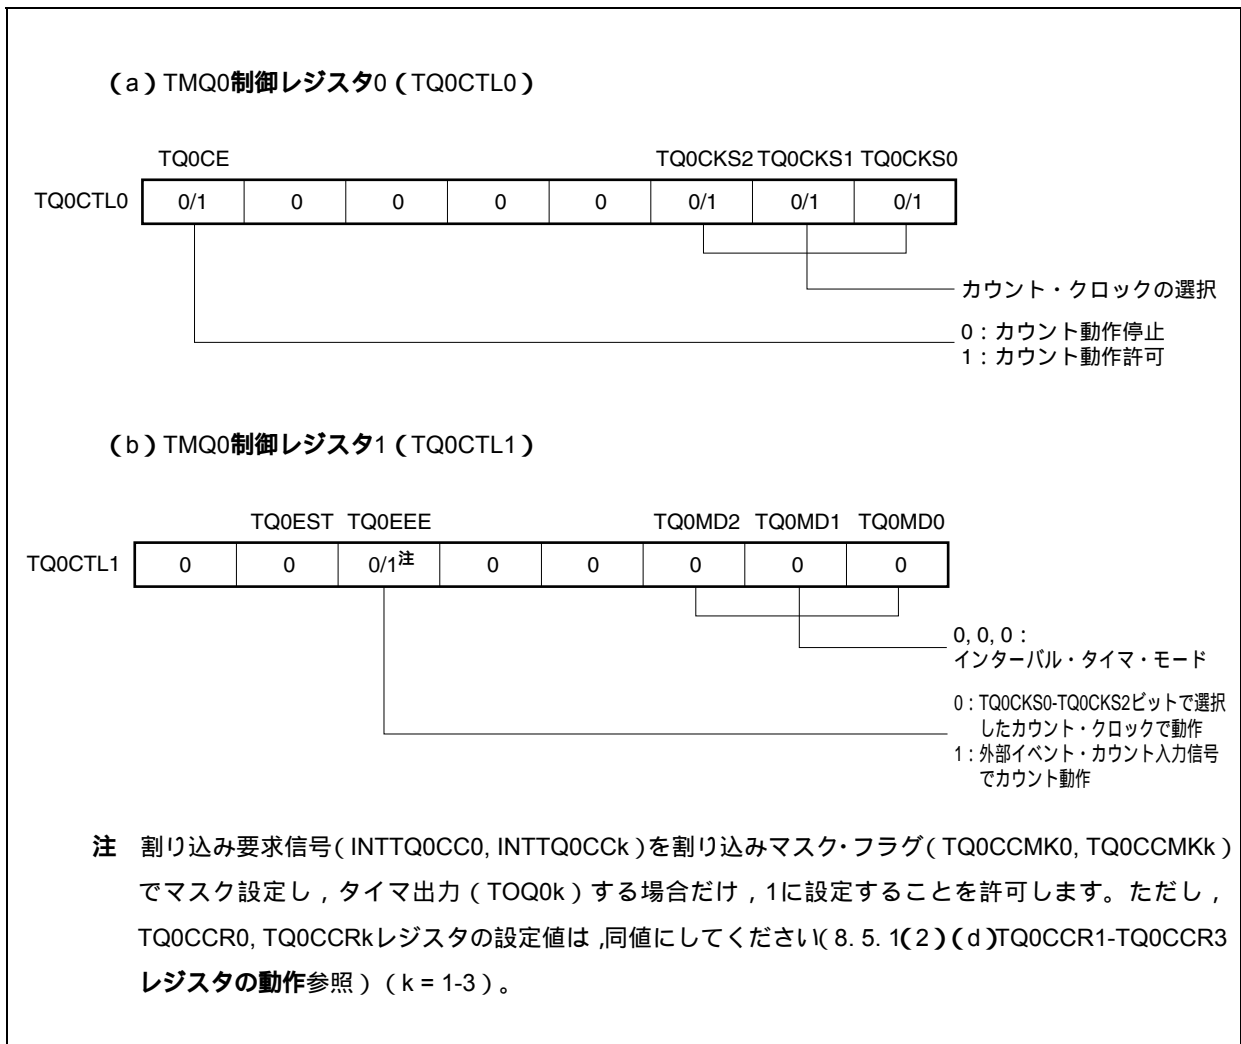 (a)TMQ0制御レジスタ0(TQ0CTL0)
TQ0CE TQ0CKS2 TQ0CKS1 TQ0CKS0
TQ0CTL0 0/1 0 0 0 0 0/1 0/1 0/1
カウント・クロックの選択
0:カウント動作停止
1:カウント動作許可
(b)TMQ0制御レジスタ1(TQ0CTL1)
TQ0EST TQ0EEE TQ0MD2 TQ0MD1 TQ0MD0
TQ0CTL1 0 0 0/1注 0 0 0 0 0
0, 0, 0:
インターバル・タイマ・モード
0:TQ0CKS0-TQ0CKS2ビットで選択
したカウント・クロックで動作
1:外部イベント・カウント入力信号
でカウント動作
注 割り込み要求信号(INTTQ0CC0, INTTQ0CCk)を割り込みマスク・フラグ(TQ0CCMK0, TQ0CCMKk)
でマスク設定し,タイマ出力(TOQ0k)する場合だけ,1に設定することを許可します。ただし,
TQ0CCR0, TQ0CCRkレジスタの設定値は,同値にしてください(8. 5. 1(2)(d)TQ0CCR1-TQ0CCR3
レジスタの動作参照)(k = 1-3)。